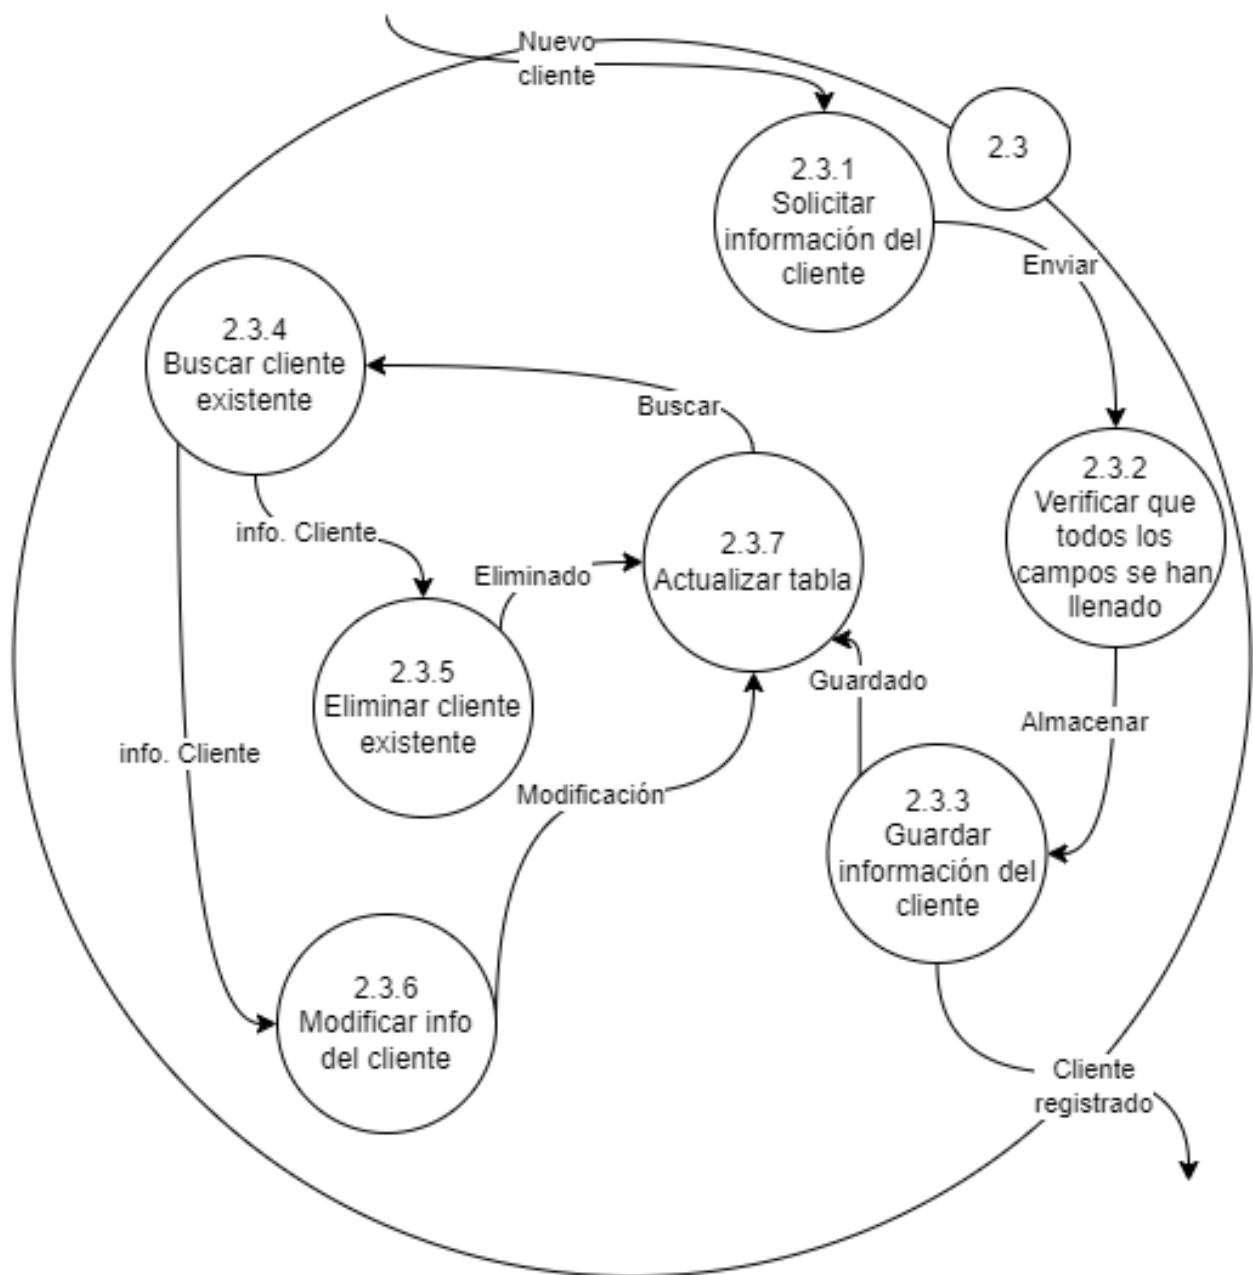 Nuevo
cliente
2.3
2.3.1
Solicitar
información del
cliente
Enviar
2.3.4
Buscar cliente
existente
Buscar
2.3.2
Verificar que
todos los
campos se han
llenado
info. Cliente
2.3.7
Actualizar tabla
Eliminado
2.3.5
Eliminar cliente
existente
Guardado
Almacenar
info. Cliente
Modificación
2.3.3
Guardar
información del
cliente
2.3.6
Modificar info
del cliente
Cliente
registrado